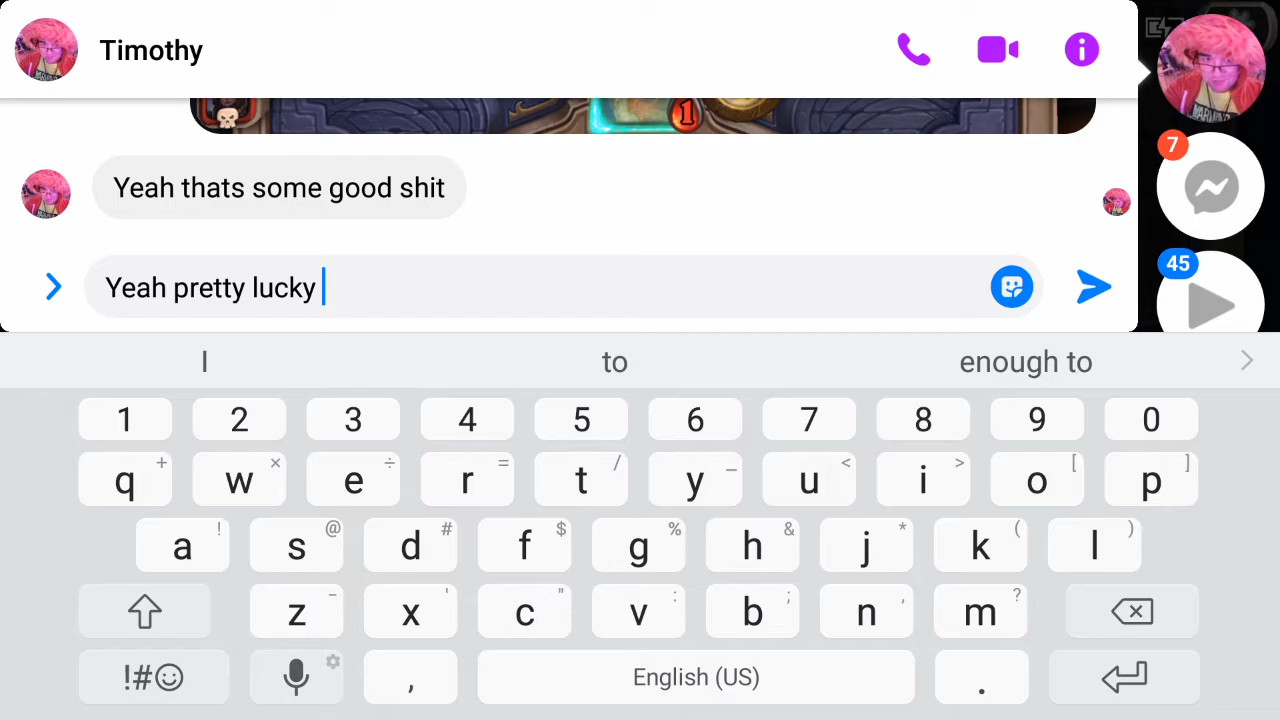 Timothy
1
Yeah thats some good shit
7
Yeah pretty lucky
45
I to enough to
1 2 3 4 5 6 7 8 9 0
q + w × e ÷ r = t / y _ u < i > o [ p ]
a ! s @ d # f $ g % h & j * k ( l )
z - x ' c " v : b ; n , m ?
!#☺ , English (US) .